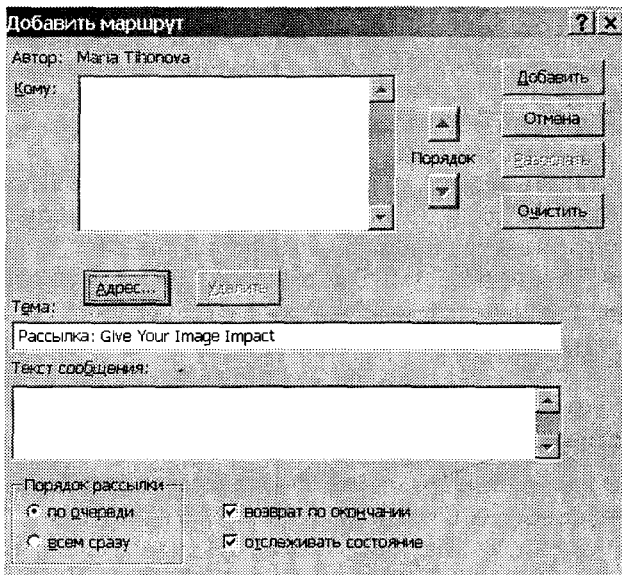 Добавить маршрут
Автор: Maria Tihonova
Кому:
Добавить
Отмена
Порядок
Разослать
Очистить
Адрес...
Удалить
Тема:
Рассылка: Give Your Image Impact
Текст сообщения:
Порядок рассылки
по очереди
всем сразу
возврат по окончании
отслеживать состояние